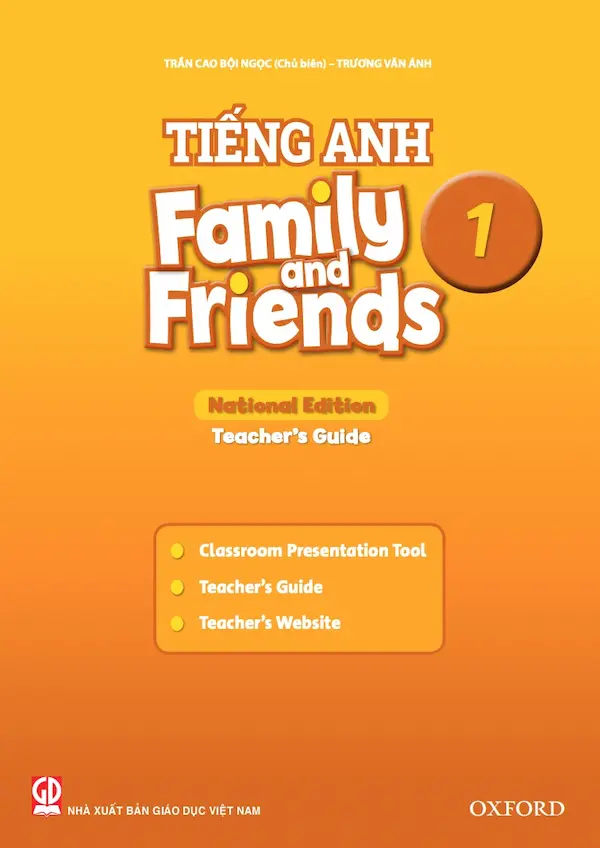 TRẦN CAO BỘI NGỌC (Chủ biên) – TRƯƠNG VĂN ÁNH
TIẾNG ANH
Family
and
Friends
1
National Edition
Teacher's Guide
Classroom Presentation Tool
Teacher's Guide
Teacher's Website
GD
NHÀ XUẤT BẢN GIÁO DỤC VIỆT NAM
OXFORD